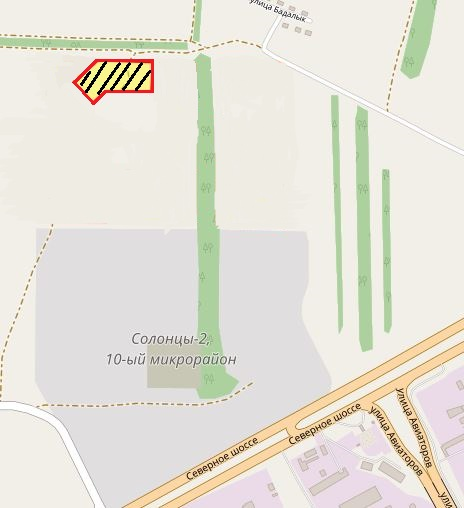 улица Бадалык
Солонцы-2,
10-ый микрорайон
Северное шоссе
Северное шоссе
улица Авиаторов
улица Авиаторов